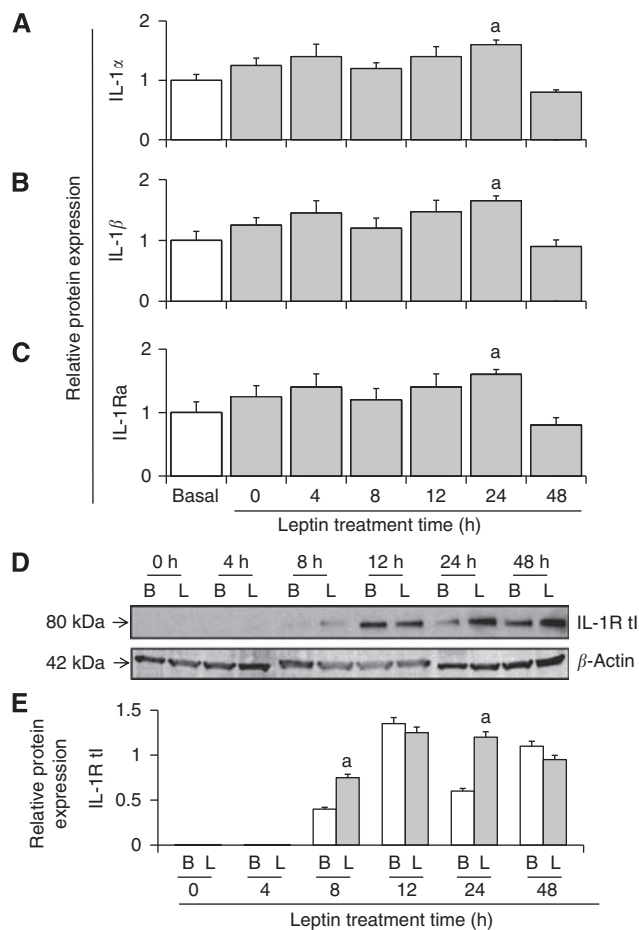 A
Relative protein expression
IL-1α
2
1
0
a
B
IL-1β
2
1
0
a
C
IL-1Ra
2
1
0
a
Basal 0 4 8 12 24 48
Leptin treatment time (h)
D
0 h 4 h 8 h 12 h 24 h 48 h
B L B L B L B L B L B L
80 kDa → IL-1R tI
42 kDa → β-Actin
E
Relative protein
expression
IL-1R tI
1.5
1
0.5
0
a
a
B L B L B L B L B L B L
0 4 8 12 24 48
Leptin treatment time (h)